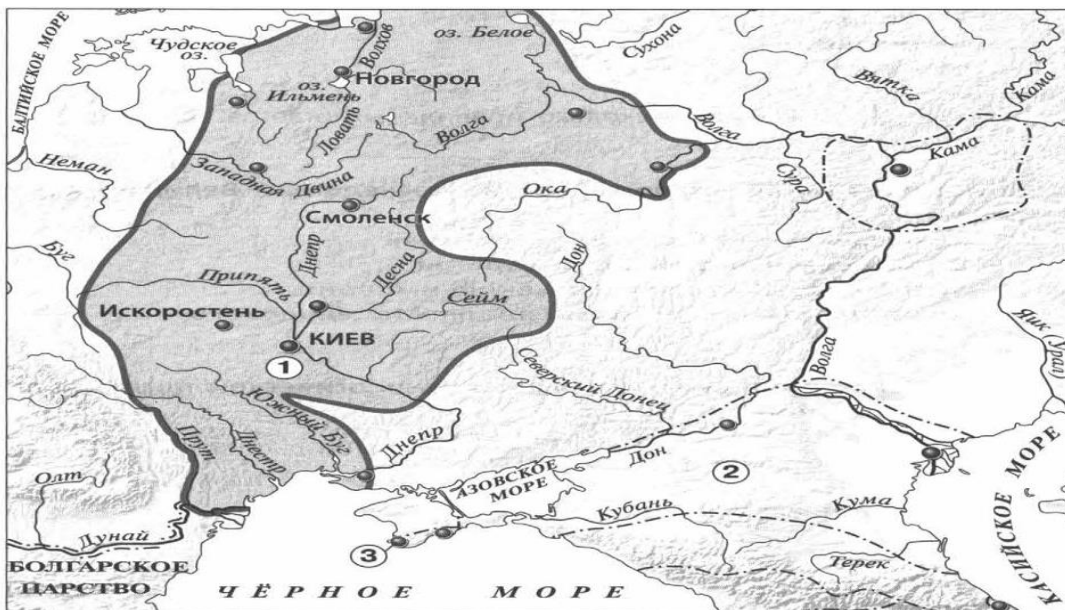 БАЛТИЙСКОЕ МОРЕ
Чудское
оз.
Волхов
оз. Белое
Сухона
Вятка
Кама
Новгород
оз.
Ильмень
Ловать
Волга
Волга
Кама
Сура
Неман
Западная Двина
Ока
Смоленск
Буг
Днепр
Десна
Дон
Припять
Сейм
Искоростень
КИЕВ
1
Волга
Яик
(Урал)
Северский Донец
Южный Буг
Днепр
Прут
Днестр
Дон
АЗОВСКОЕ
МОРЕ
2
Олт
Кубань
Кума
КАСИЙСКОЕ МОРЕ
Дунай
3
Терек
БОЛГАРСКОЕ
ЦАРСТВО
ЧЁРНОЕ МОРЕ